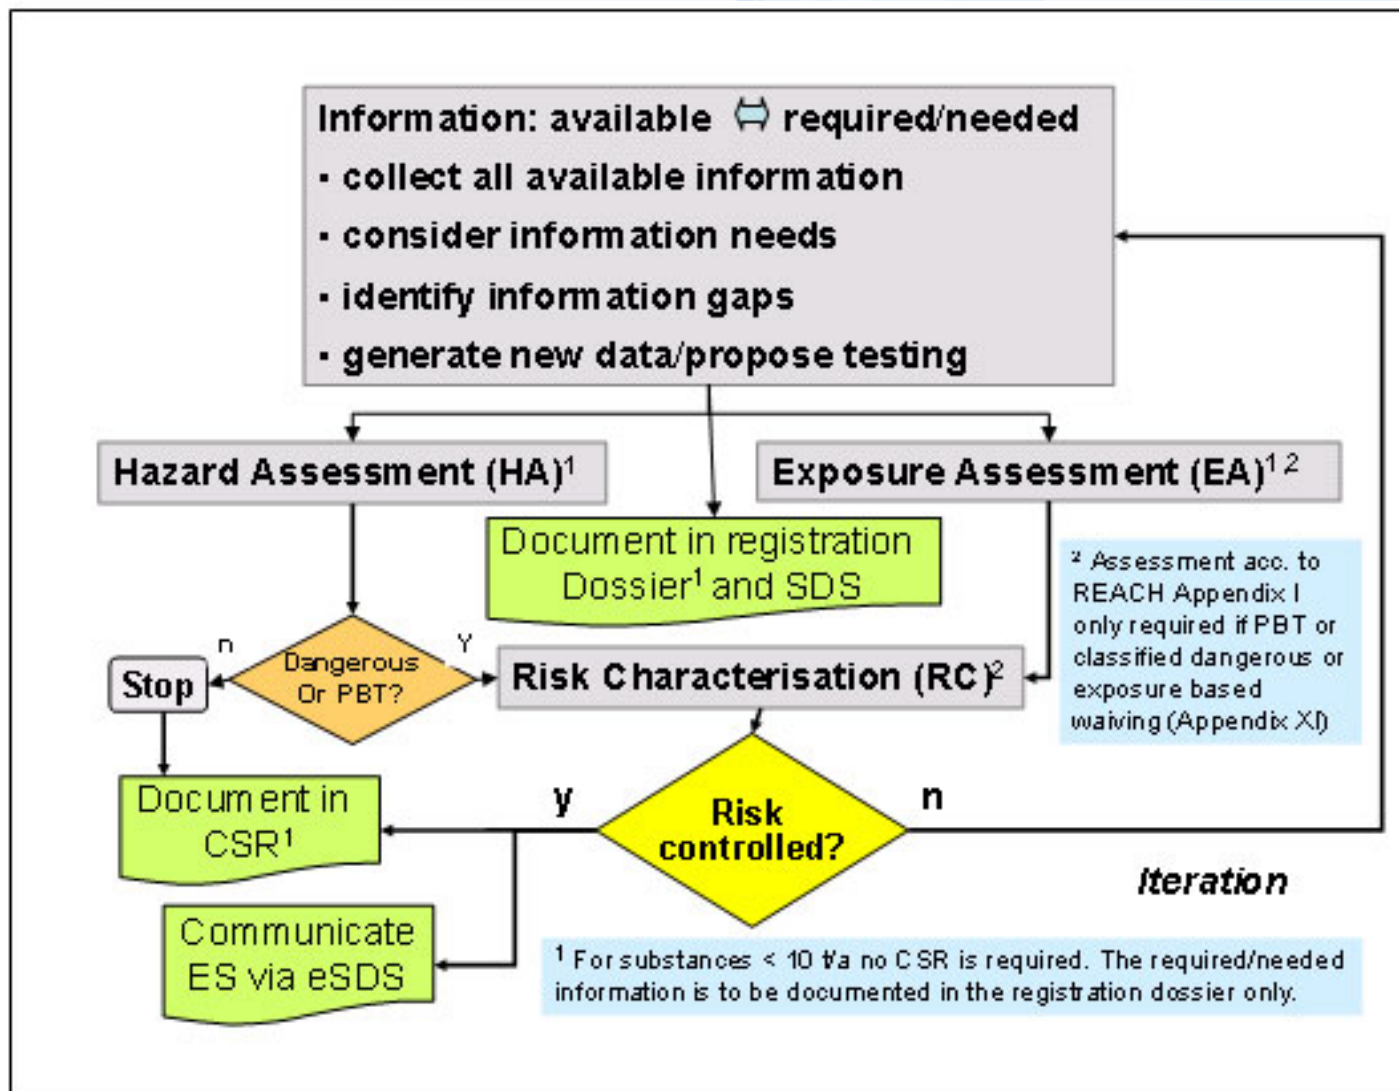 Information: available ⇔ required/needed
▪ collect all available information
▪ consider information needs
▪ identify information gaps
▪ generate new data/propose testing
Hazard Assessment (HA)¹
Exposure Assessment (EA)¹ ²
Document in registration
Dossier¹ and SDS
² Assessment acc. to
REACH Appendix I
only required if PBT or
classified dangerous or
exposure based
waiving (Appendix XI)
n
Y
Dangerous
Or PBT?
Stop
Risk Characterisation (RC)²
Document in
CSR¹
y
n
Risk
controlled?
Iteration
Communicate
ES via eSDS
¹ For substances < 10 t/a no CSR is required. The required/needed
information is to be documented in the registration dossier only.